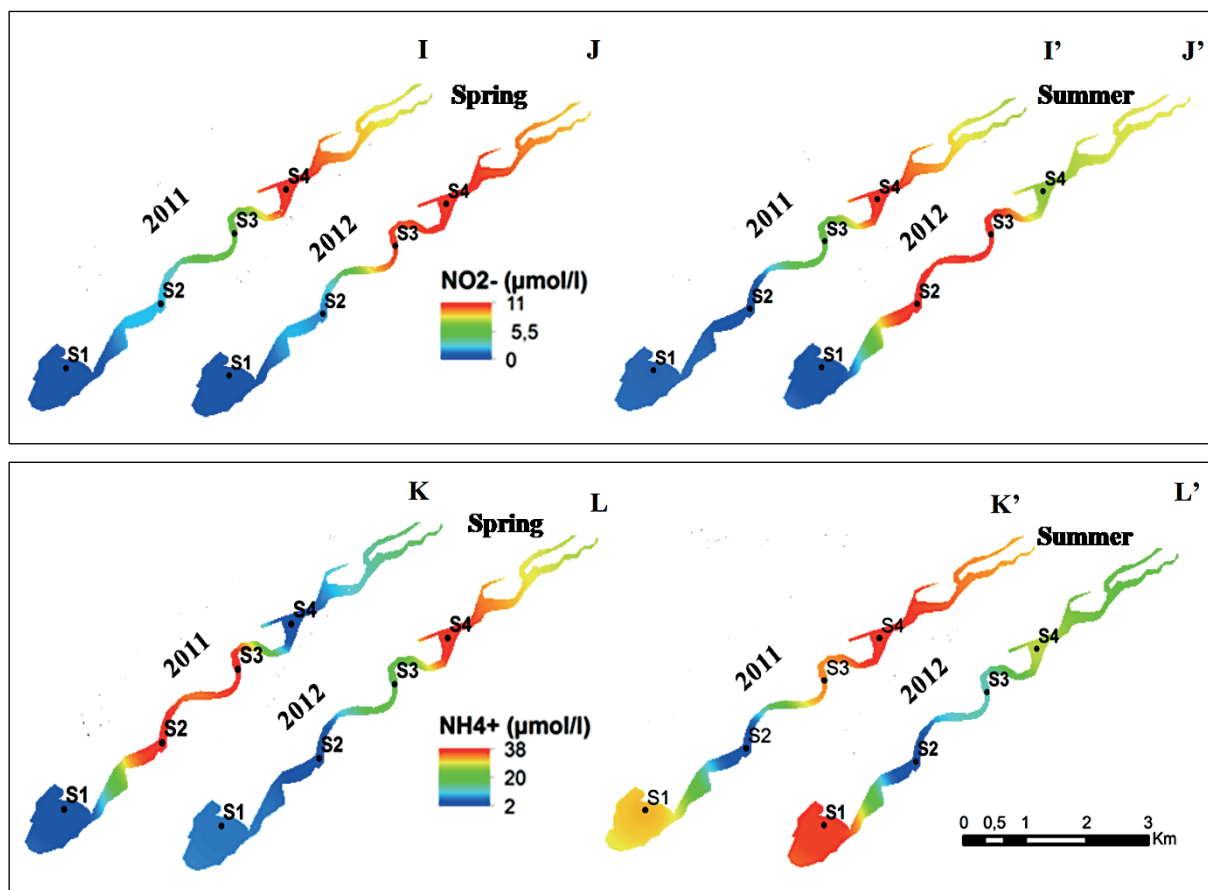 I
J
Spring
I'
J'
Summer
S4
S4
S4
S4
2011
2012
2011
2012
S3
S3
S3
S3
NO2- (µmol/l)
11
5,5
0
S2
S2
S2
S2
S1
S1
S1
S1
K
L
Spring
K'
L'
Summer
S4
S4
S4
S4
2011
2012
2011
2012
S3
S3
S3
S3
NH4+ (µmol/l)
38
20
2
S2
S2
S2
S2
S1
S1
S1
S1
0 0,5 1 2 3
Km